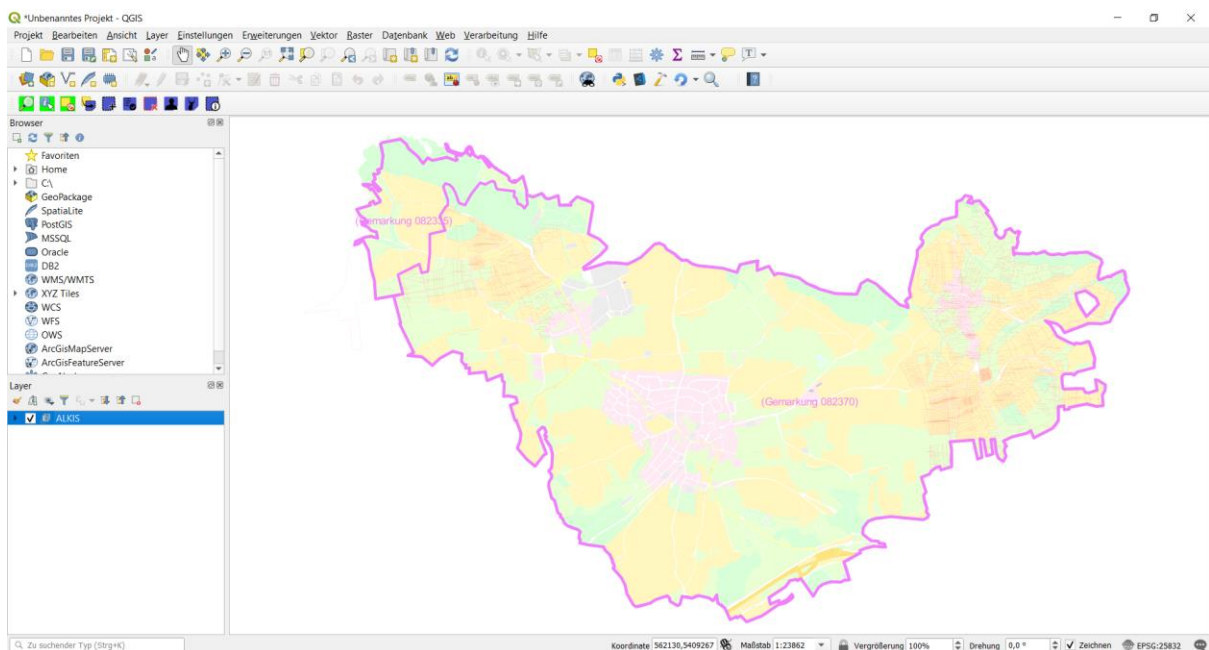 *Unbenanntes Projekt - QGIS
Projekt Bearbeiten Ansicht Layer Einstellungen Erweiterungen Vektor Raster Datenbank Web Verarbeitung Hilfe
Browser
Favoriten
Home
C:\
GeoPackage
SpatiaLite
PostGIS
MSSQL
Oracle
DB2
WMS/WMTS
XYZ Tiles
WCS
WFS
OWS
ArcGisMapServer
ArcGisFeatureServer
Layer
ALKIS
(Gemarkung 082335)
(Gemarkung 082370)
Zu suchender Typ (Strg+K)
Koordinate 562130,5409267 Maßstab 1:23862 Vergrößerung 100% Drehung 0,0 ° Zeichnen EPSG:25832